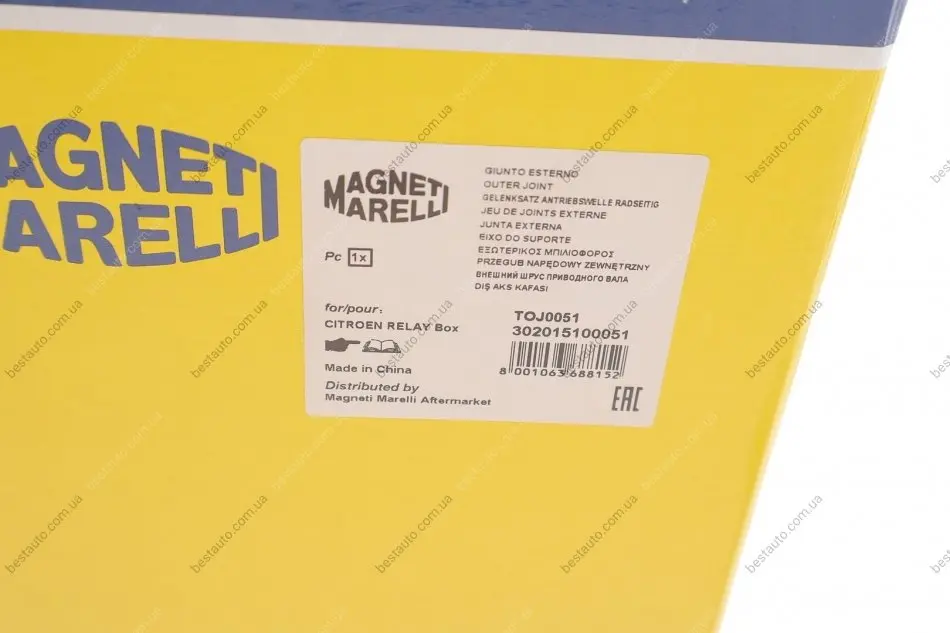 MAGNETI
MARELLI
MAGNETI
MARELLI
Pc 1x
for/pour:
CITROEN RELAY Box
Made in China
Distributed by
Magneti Marelli Aftermarket
GIUNTO ESTERNO
OUTER JOINT
GELENKSATZ ANTRIEBSWELLE RADSEITIG
JEU DE JOINTS EXTERNE
JUNTA EXTERNA
EIXO DO SUPORTE
ΕΞΩΤΕΡΙΚΟΣ ΜΠΙΛΟΦΟΡΟΣ
PRZEGUB NAPĘDOWY ZEWNĘTRZNY
ВНЕШНИЙ ШРУС ПРИВОДНОГО ВАЛА
DIŞ AKS KAFASI
TOJ0051
302015100051
8 001063 688152
EAC
bestauto.com.ua